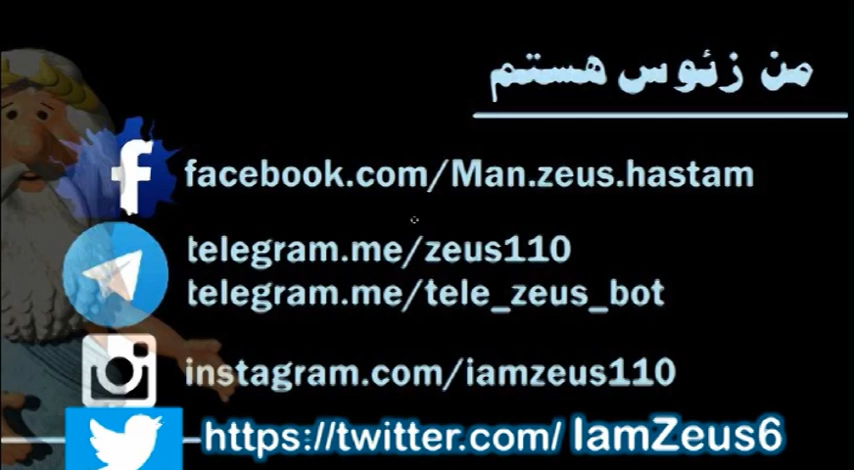 من زئوس هستم
facebook.com/Man.zeus.hastam
telegram.me/zeus110
telegram.me/tele_zeus_bot
instagram.com/iamzeus110
https://twitter.com/ IamZeus6